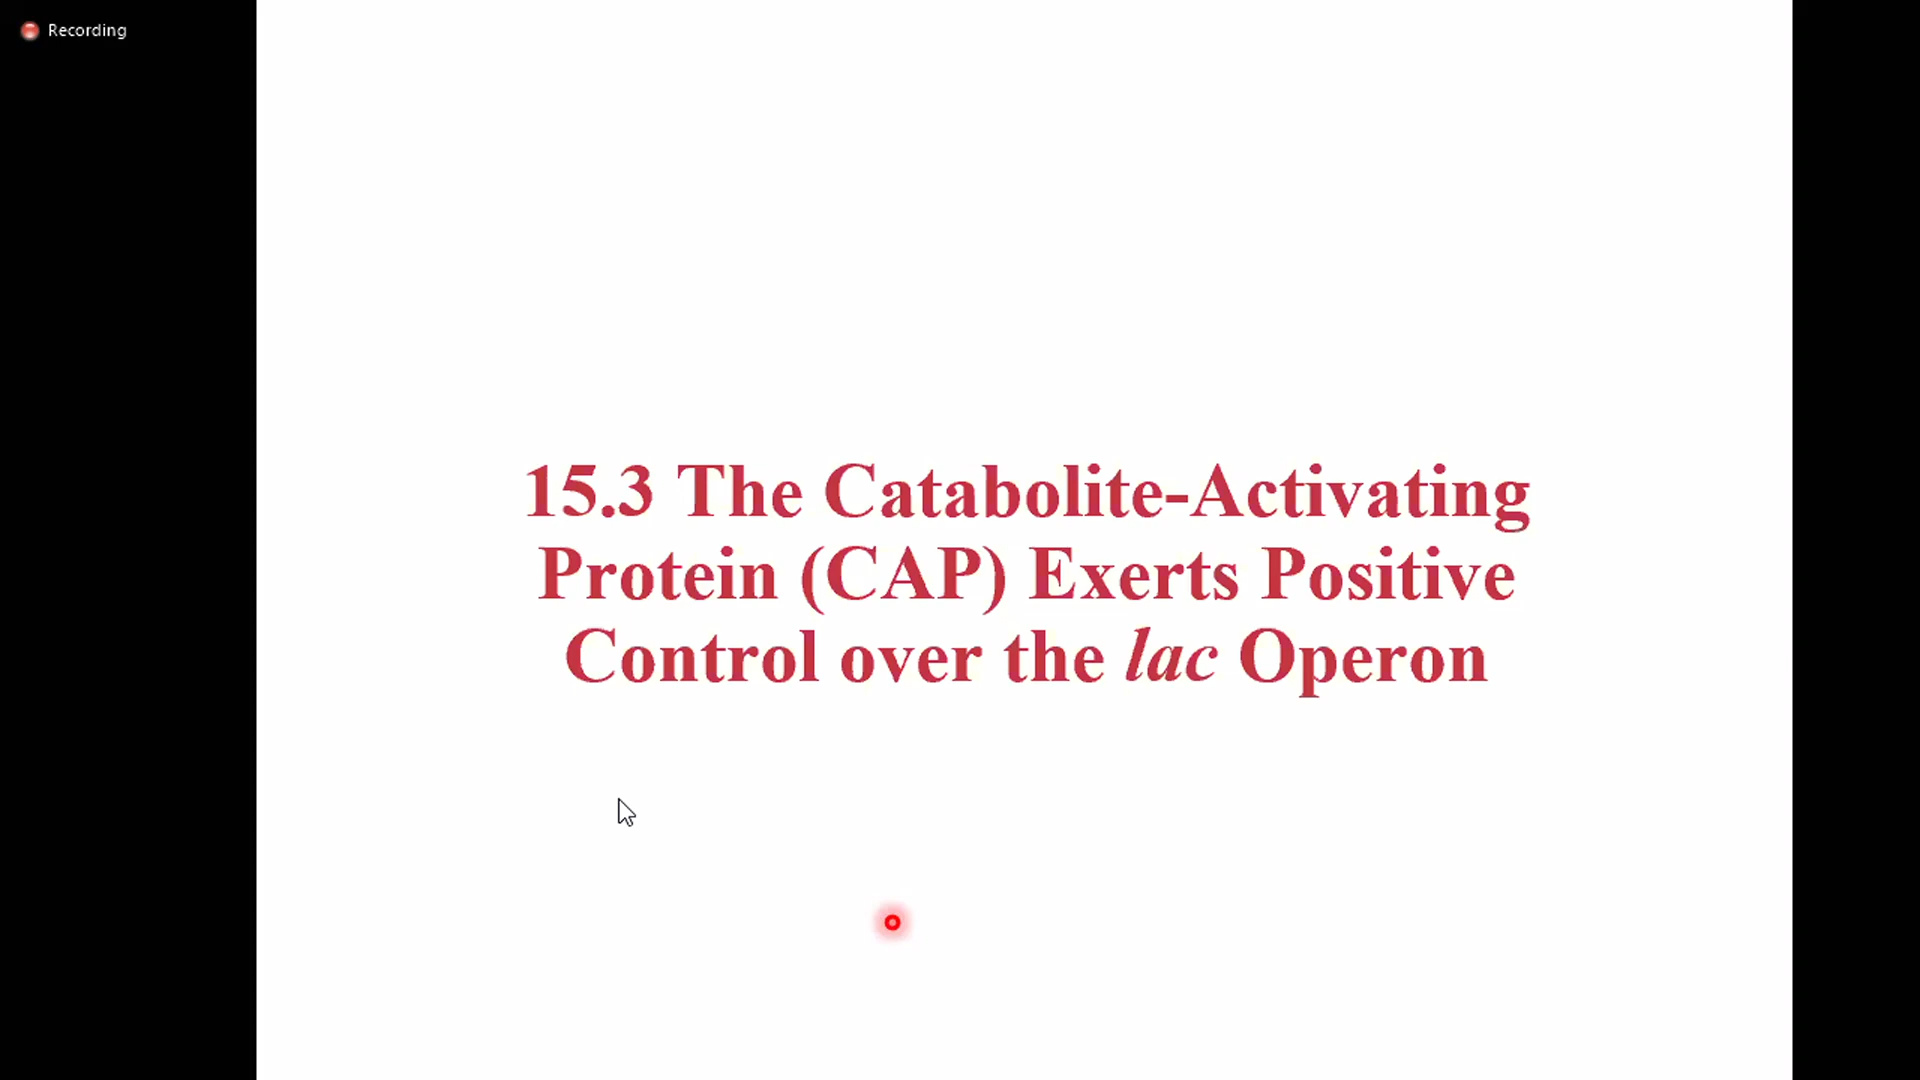 Recording
15.3 The Catabolite-Activating
Protein (CAP) Exerts Positive
Control over the lac Operon